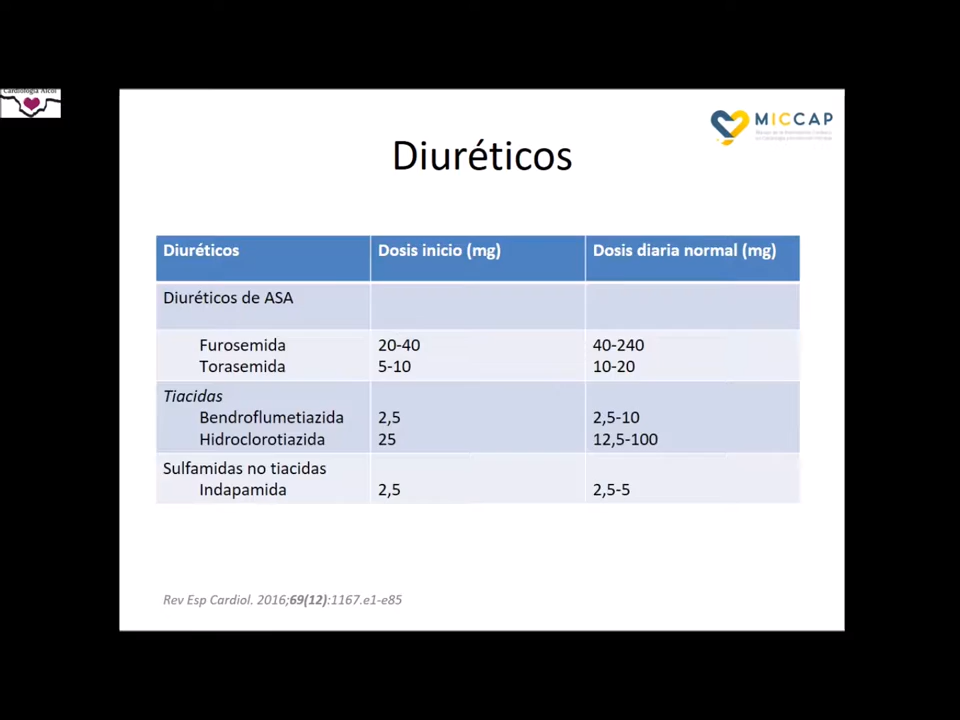 Cardiología Alcoi
MICCAP
Diuréticos
Diuréticos Dosis inicio (mg) Dosis diaria normal (mg)
Diuréticos de ASA
Furosemida 20-40 40-240
Torasemida 5-10 10-20
Tiacidas
Bendroflumetiazida 2,5 2,5-10
Hidroclorotiazida 25 12,5-100
Sulfamidas no tiacidas
Indapamida 2,5 2,5-5
Rev Esp Cardiol. 2016;69(12):1167.e1-e85